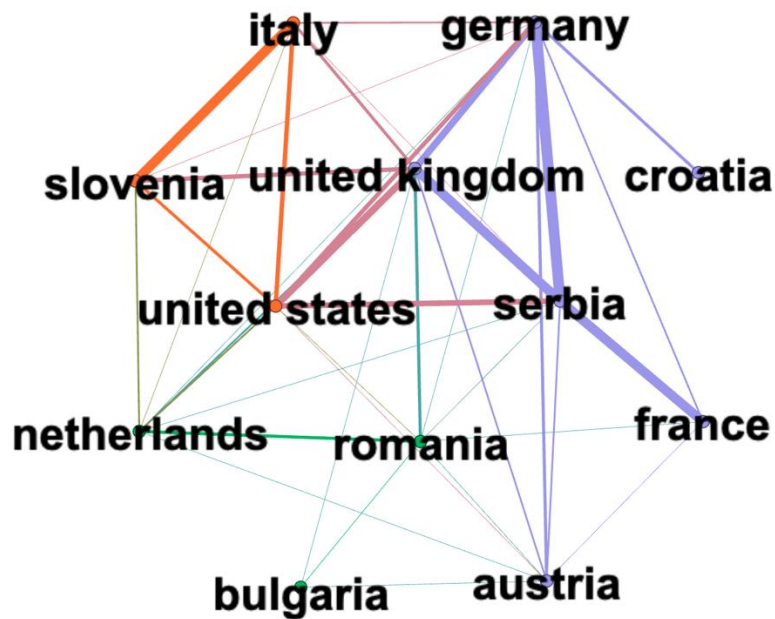 italy
germany
slovenia
united kingdom
croatia
united states
serbia
netherlands
romania
france
bulgaria
austria